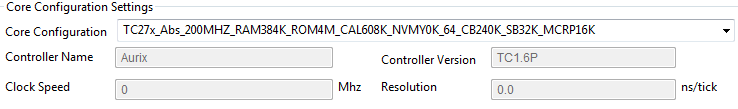 Core Configuration Settings
Core Configuration TC27x_Abs_200MHZ_RAM384K_ROM4M_CAL608K_NVMY0K_64_CB240K_SB32K_MCRP16K
Controller Name Aurix Controller Version TC1.6P
Clock Speed 0 Mhz Resolution 0.0 ns/tick